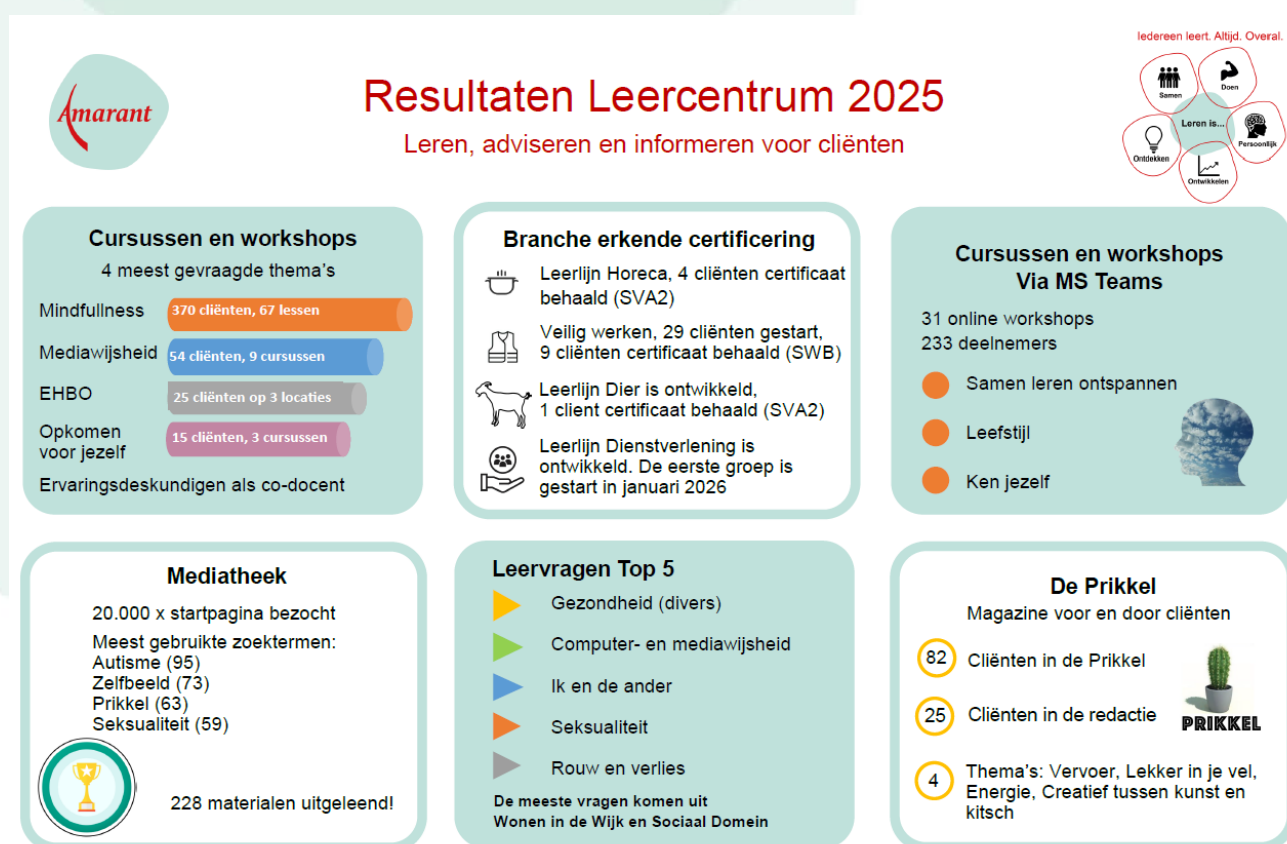 Amarant
Resultaten Leercentrum 2025
Leren, adviseren en informeren voor cliënten
Iedereen leert. Altijd. Overal.
Samen
Doen
Leren is...
Ontdekken
Persoonlijk
Ontwikkelen
Cursussen en workshops
4 meest gevraagde thema's
Mindfullness
370 cliënten, 67 lessen
Mediawijsheid
54 cliënten, 9 cursussen
EHBO
25 cliënten op 3 locaties
Opkomen
voor jezelf
15 cliënten, 3 cursussen
Ervaringsdeskundigen als co-docent
Branche erkende certificering
Leerlijn Horeca, 4 cliënten certificaat
behaald (SVA2)
Veilig werken, 29 cliënten gestart,
9 cliënten certificaat behaald (SWB)
Leerlijn Dier is ontwikkeld,
1 client certificaat behaald (SVA2)
Leerlijn Dienstverlening is
ontwikkeld. De eerste groep is
gestart in januari 2026
Cursussen en workshops
Via MS Teams
31 online workshops
233 deelnemers
Samen leren ontspannen
Leefstijl
Ken jezelf
Mediatheek
20.000 x startpagina bezocht
Meest gebruikte zoektermen:
Autisme (95)
Zelfbeeld (73)
Prikkel (63)
Seksualiteit (59)
228 materialen uitgeleend!
Leervragen Top 5
Gezondheid (divers)
Computer- en mediawijsheid
Ik en de ander
Seksualiteit
Rouw en verlies
De meeste vragen komen uit
Wonen in de Wijk en Sociaal Domein
De Prikkel
Magazine voor en door cliënten
82 Cliënten in de Prikkel
25 Cliënten in de redactie
PRIKKEL
4 Thema's: Vervoer, Lekker in je vel,
Energie, Creatief tussen kunst en
kitsch